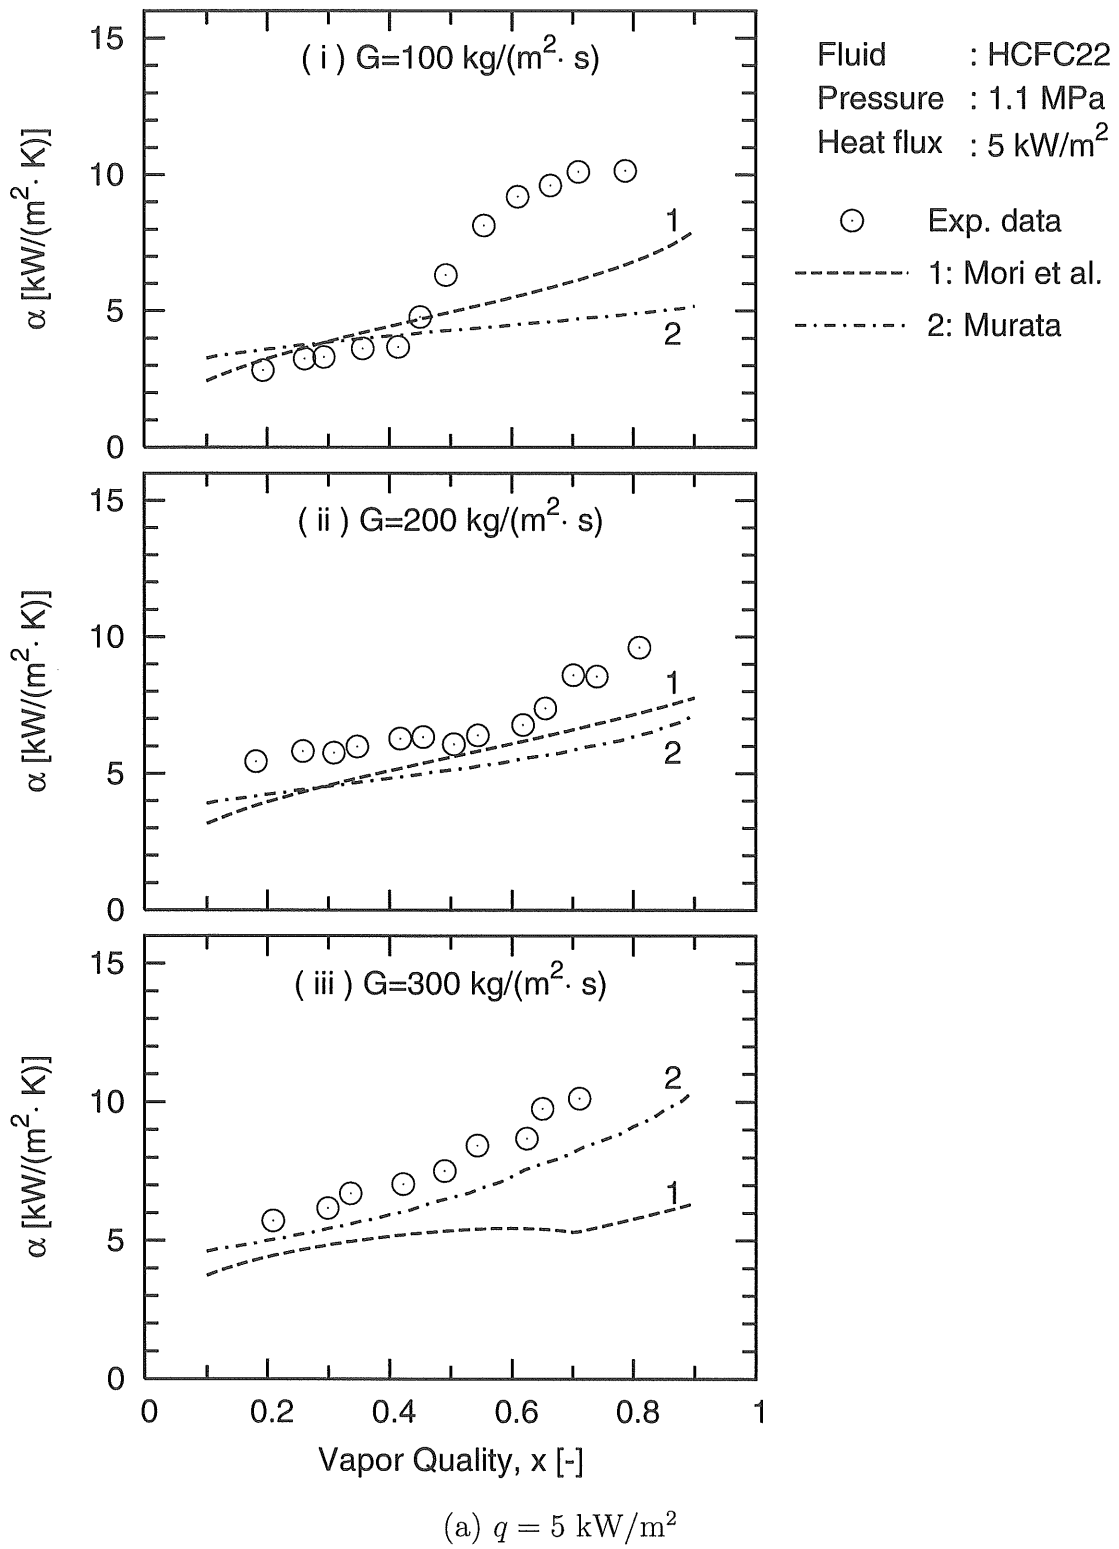 15
10
5
0
α [kW/(m²· K)]
( i ) G=100 kg/(m²· s)
1
2
Fluid : HCFC22
Pressure : 1.1 MPa
Heat flux : 5 kW/m²
Exp. data
1: Mori et al.
2: Murata
15
10
5
0
α [kW/(m²· K)]
( ii ) G=200 kg/(m²· s)
1
2
15
10
5
0
α [kW/(m²· K)]
( iii ) G=300 kg/(m²· s)
2
1
0 0.2 0.4 0.6 0.8 1
Vapor Quality, x [-]
(a) q = 5 kW/m²